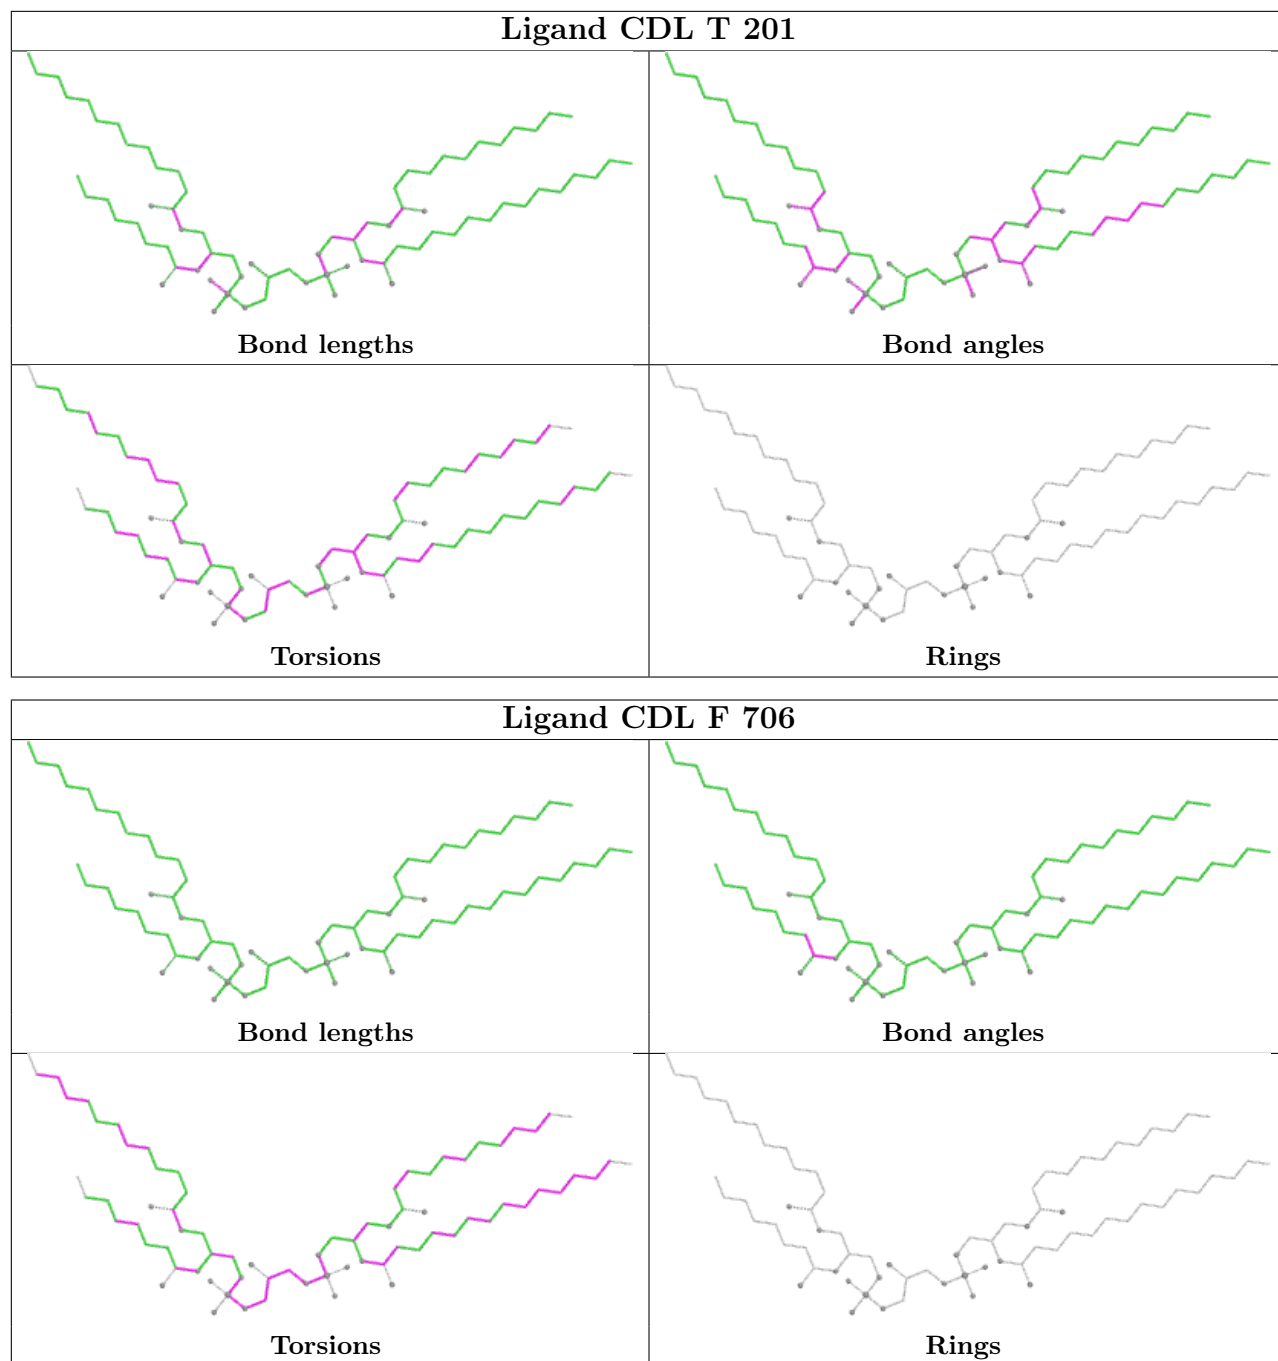 Ligand CDL T 201
Bond lengths
Bond angles
Torsions
Rings
Ligand CDL F 706
Bond lengths
Bond angles
Torsions
Rings